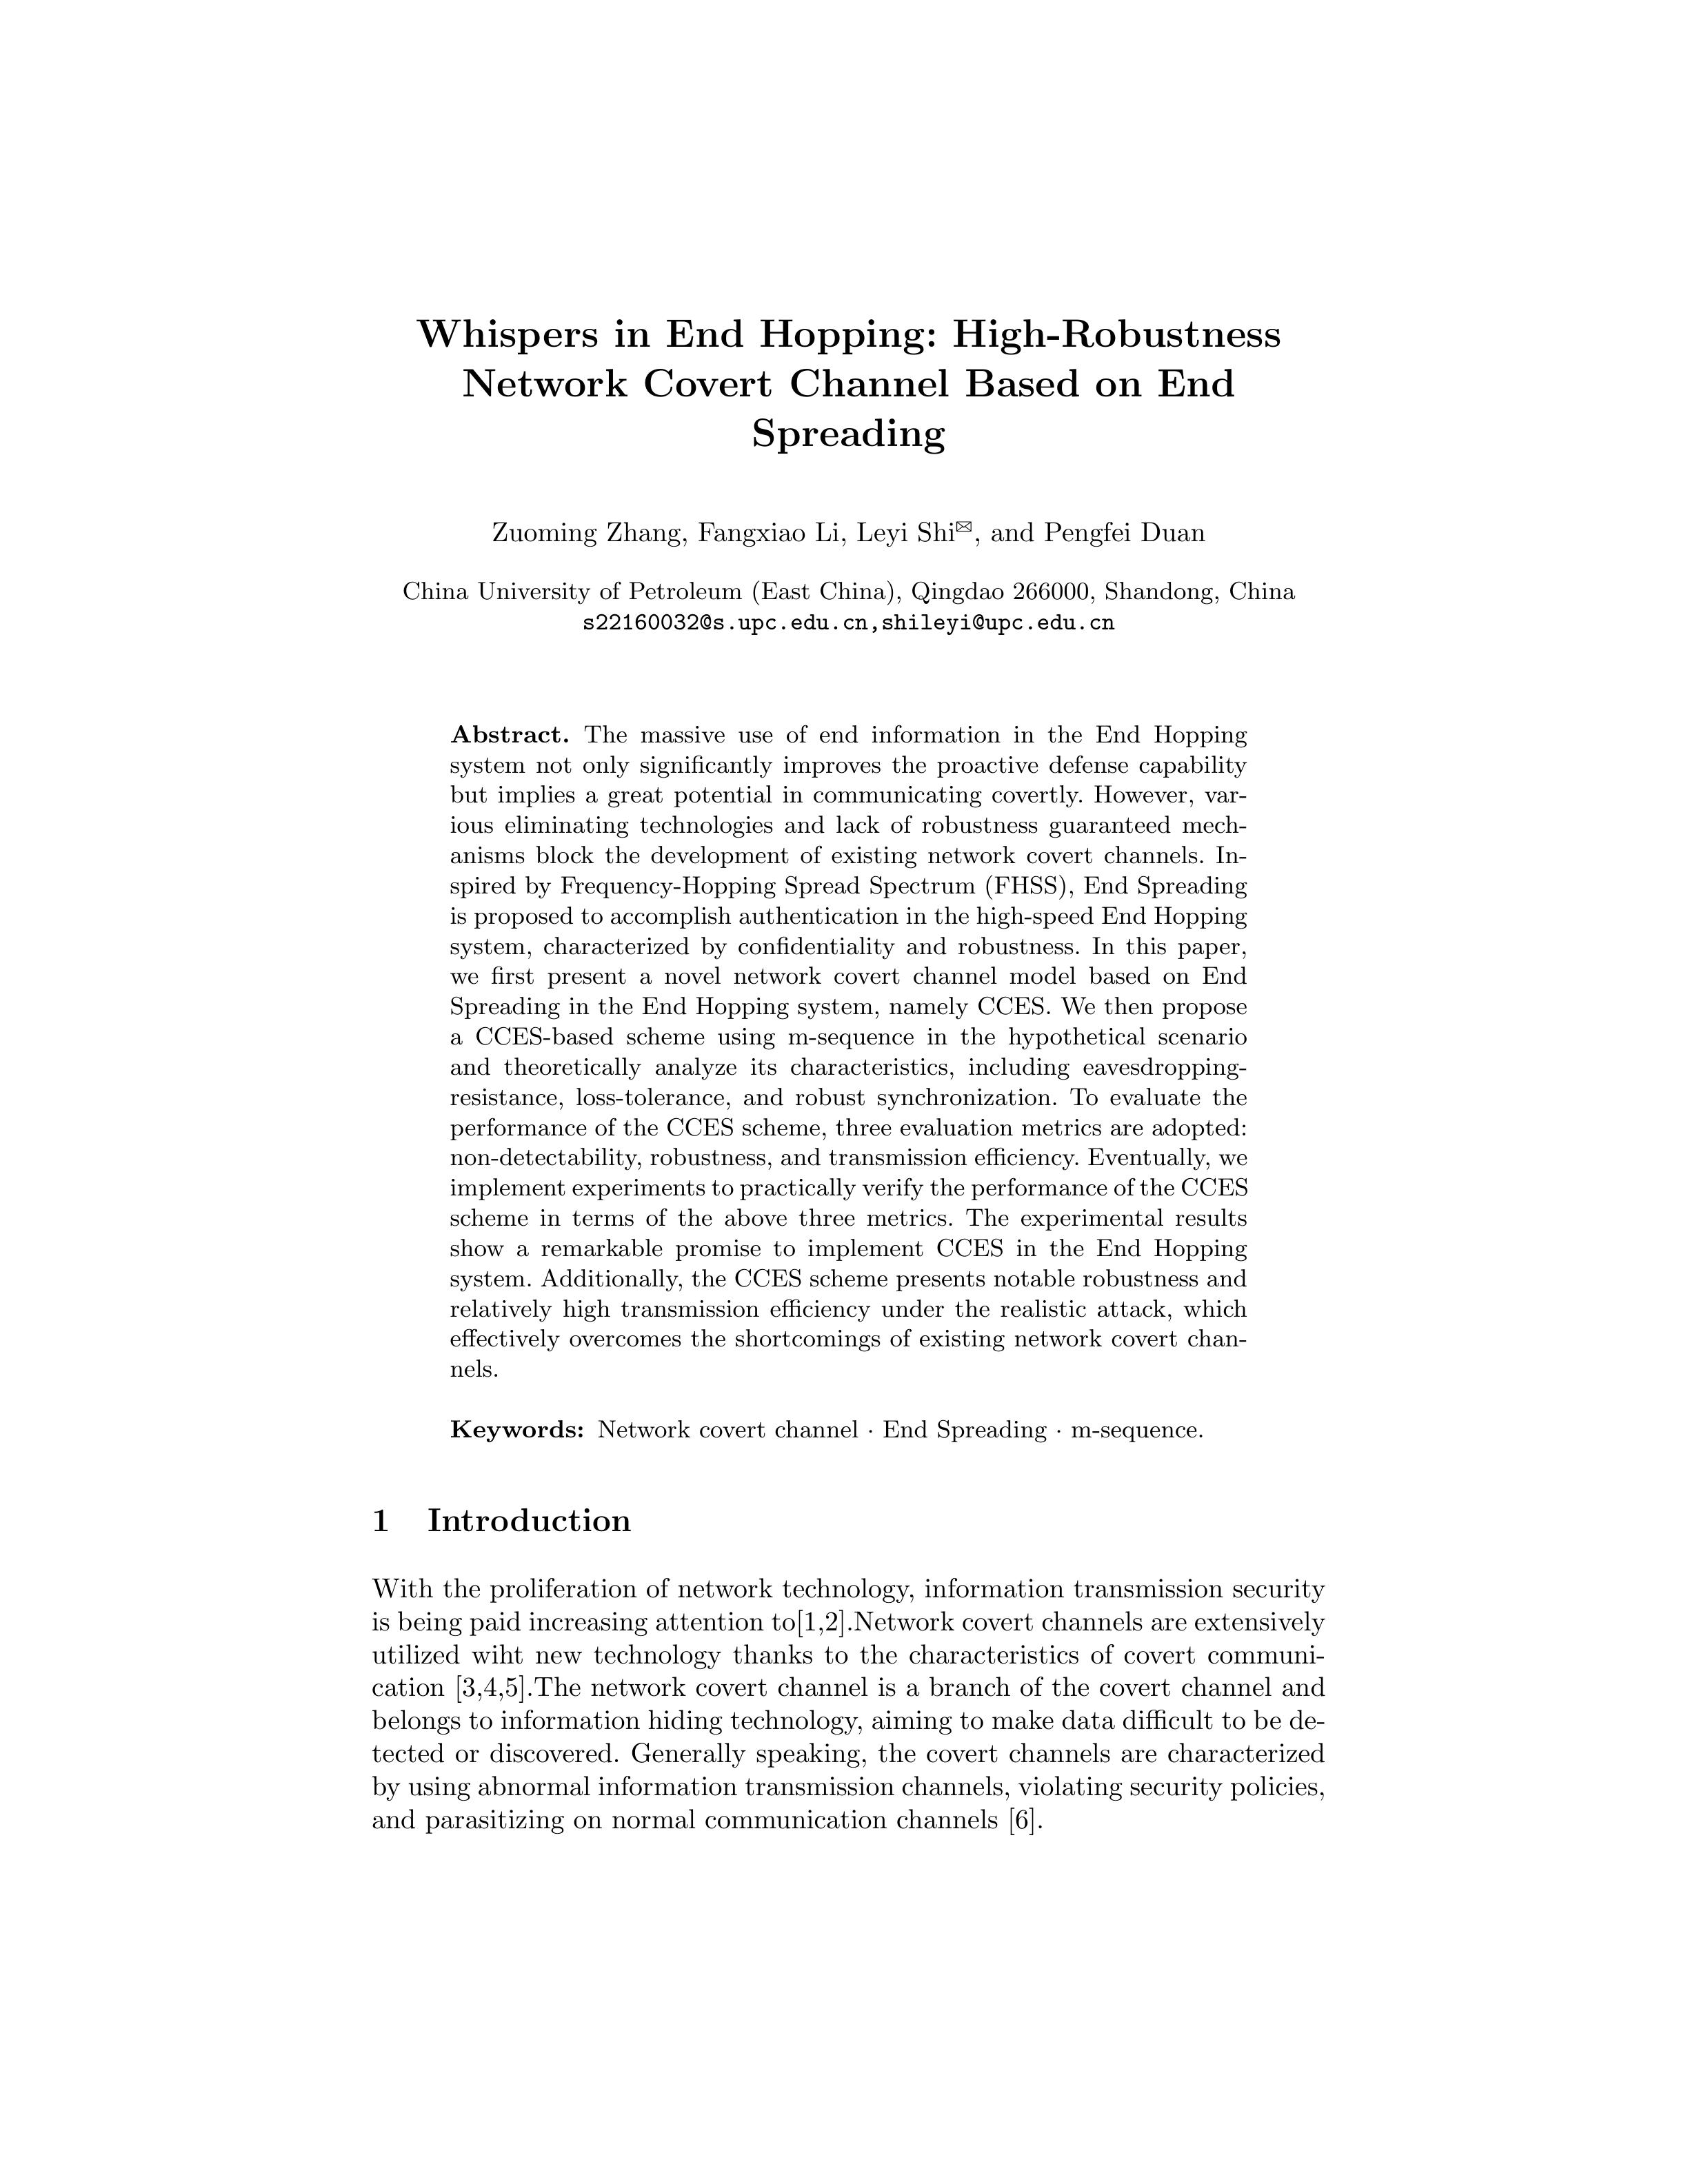 Whispers in End Hopping: High-Robustness
Network Covert Channel Based on End
Spreading
Zuoming Zhang, Fangxiao Li, Leyi Shi✉, and Pengfei Duan
China University of Petroleum (East China), Qingdao 266000, Shandong, China
s22160032@s.upc.edu.cn,shileyi@upc.edu.cn
Abstract. The massive use of end information in the End Hopping
system not only significantly improves the proactive defense capability
but implies a great potential in communicating covertly. However, var-
ious eliminating technologies and lack of robustness guaranteed mech-
anisms block the development of existing network covert channels. In-
spired by Frequency-Hopping Spread Spectrum (FHSS), End Spreading
is proposed to accomplish authentication in the high-speed End Hopping
system, characterized by confidentiality and robustness. In this paper,
we first present a novel network covert channel model based on End
Spreading in the End Hopping system, namely CCES. We then propose
a CCES-based scheme using m-sequence in the hypothetical scenario
and theoretically analyze its characteristics, including eavesdropping-
resistance, loss-tolerance, and robust synchronization. To evaluate the
performance of the CCES scheme, three evaluation metrics are adopted:
non-detectability, robustness, and transmission efficiency. Eventually, we
implement experiments to practically verify the performance of the CCES
scheme in terms of the above three metrics. The experimental results
show a remarkable promise to implement CCES in the End Hopping
system. Additionally, the CCES scheme presents notable robustness and
relatively high transmission efficiency under the realistic attack, which
effectively overcomes the shortcomings of existing network covert chan-
nels.
Keywords: Network covert channel · End Spreading · m-sequence.
1 Introduction
With the proliferation of network technology, information transmission security
is being paid increasing attention to[1,2].Network covert channels are extensively
utilized wiht new technology thanks to the characteristics of covert communi-
cation [3,4,5].The network covert channel is a branch of the covert channel and
belongs to information hiding technology, aiming to make data difficult to be de-
tected or discovered. Generally speaking, the covert channels are characterized
by using abnormal information transmission channels, violating security policies,
and parasitizing on normal communication channels [6].